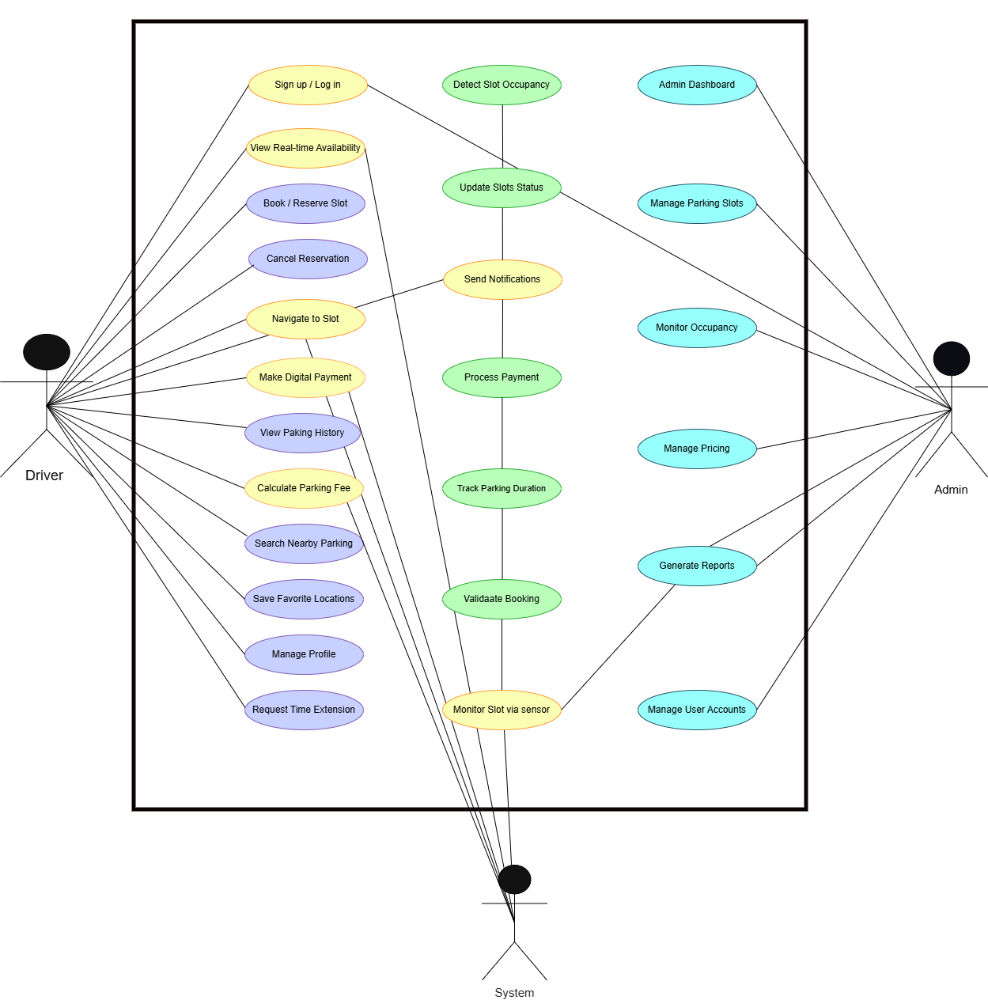 Sign up / Log in
View Real-time Availability
Book / Reserve Slot
Cancel Reservation
Navigate to Slot
Make Digital Payment
View Paking History
Calculate Parking Fee
Search Nearby Parking
Save Favorite Locations
Manage Profile
Request Time Extension
Detect Slot Occupancy
Update Slots Status
Send Notifications
Process Payment
Track Parking Duration
Validaate Booking
Monitor Slot via sensor
Admin Dashboard
Manage Parking Slots
Monitor Occupancy
Manage Pricing
Generate Reports
Manage User Accounts
Driver
Admin
System